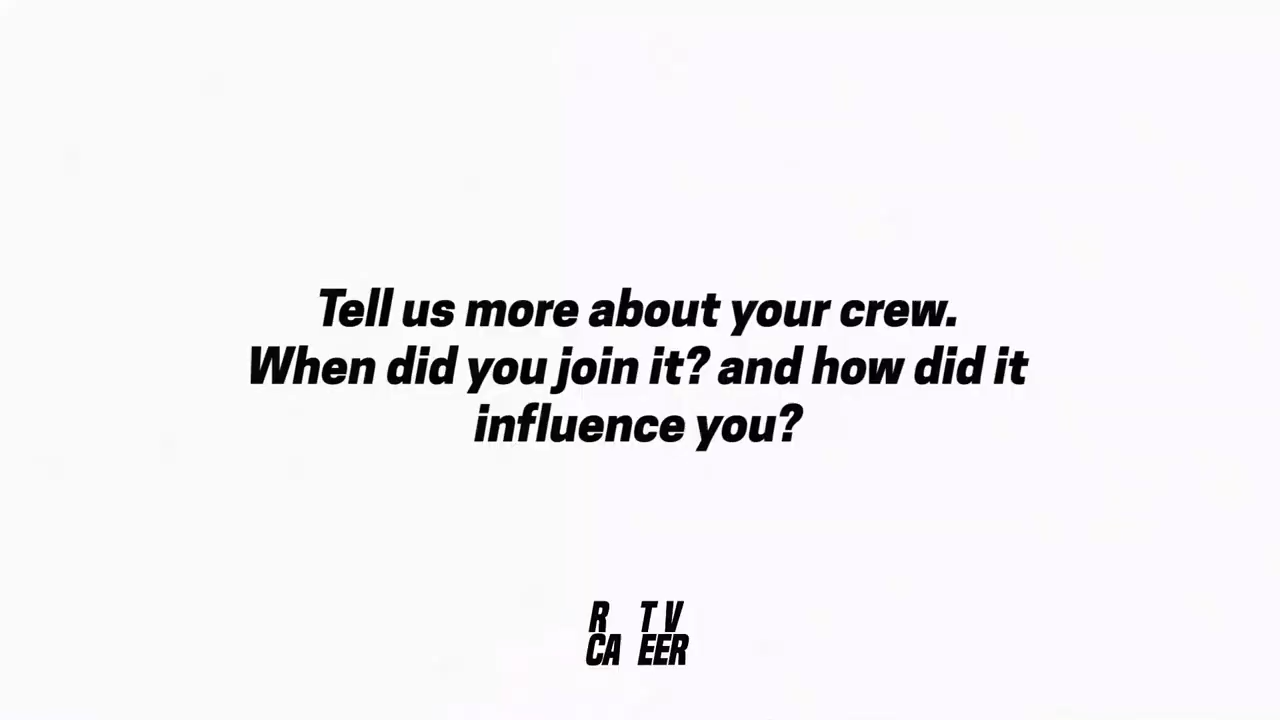 Tell us more about your crew.
When did you join it? and how did it
influence you?
R TV
CA EER